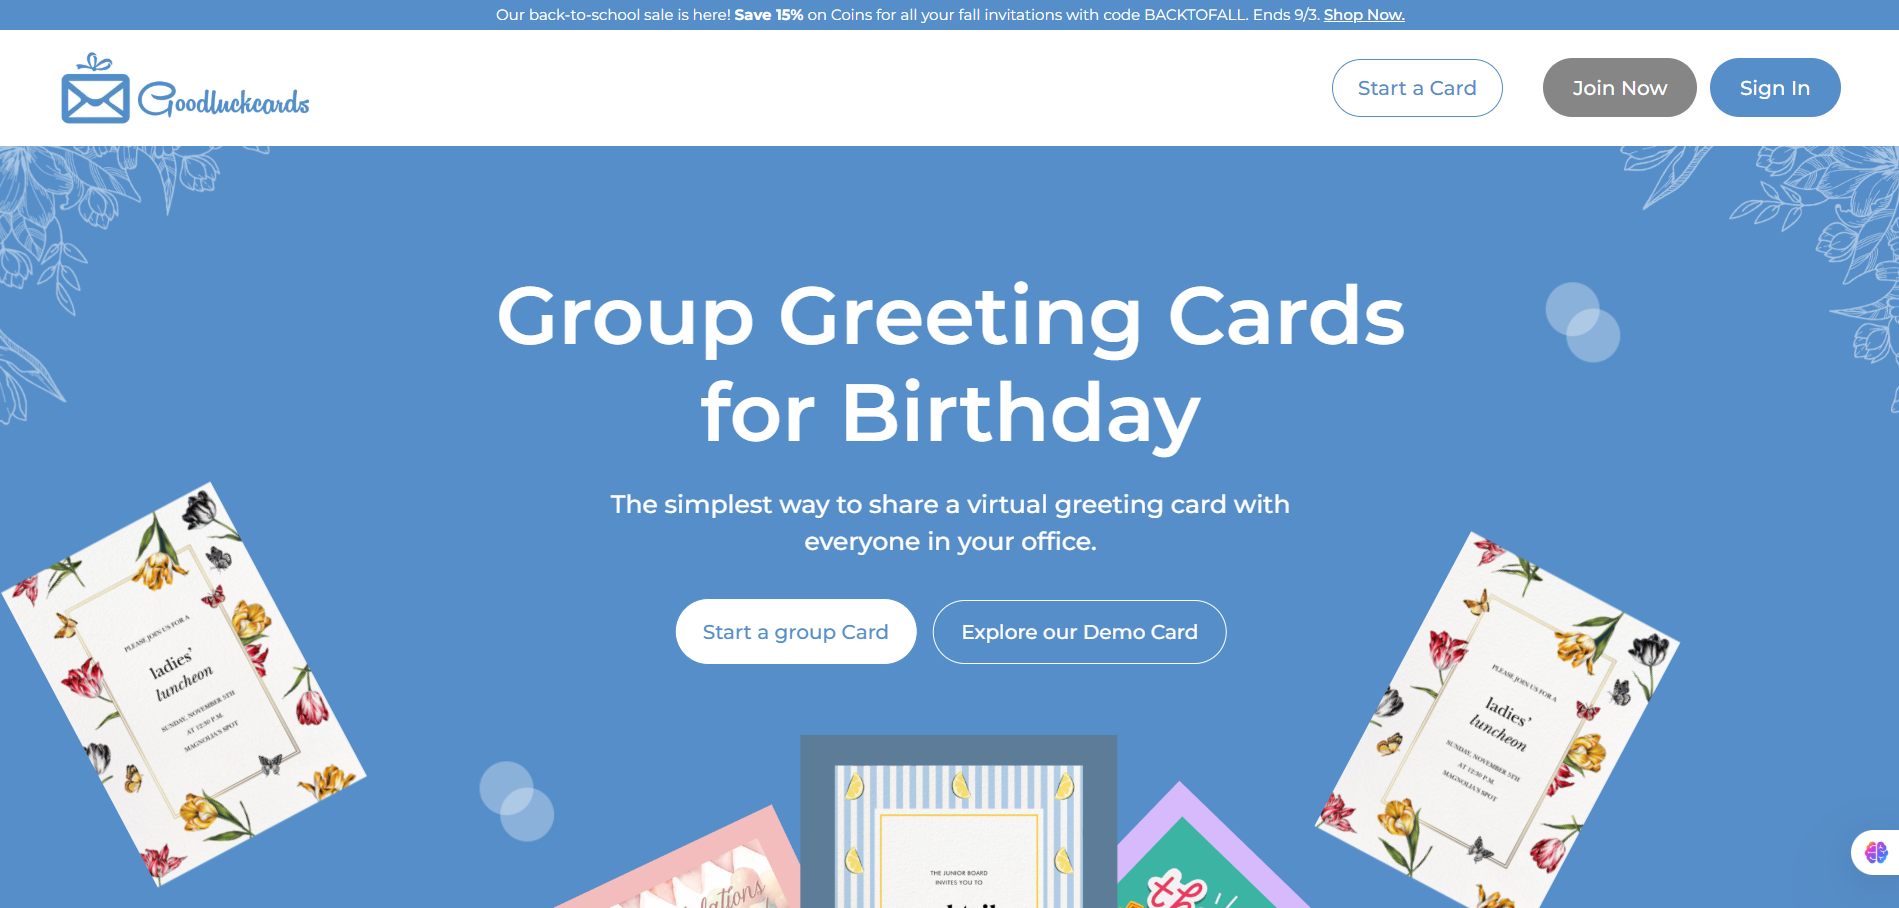 Our back-to-school sale is here! Save 15% on Coins for all your fall invitations with code BACKTOFALL. Ends 9/3. Shop Now.
Goodluckcards
Start a Card
Join Now
Sign In
Group Greeting Cards
for Birthday
The simplest way to share a virtual greeting card with
everyone in your office.
Start a group Card
Explore our Demo Card
PLEASE JOIN US FOR A
ladies'
luncheon
SUNDAY, NOVEMBER 5TH
AT 12:30 P.M.
MAGNOLIA'S SPOT
PLEASE JOIN US FOR A
ladies'
luncheon
SUNDAY, NOVEMBER 5TH
AT 12:30 P.M.
MAGNOLIA'S SPOT
THE JUNIOR BOARD
INVITES YOU TO